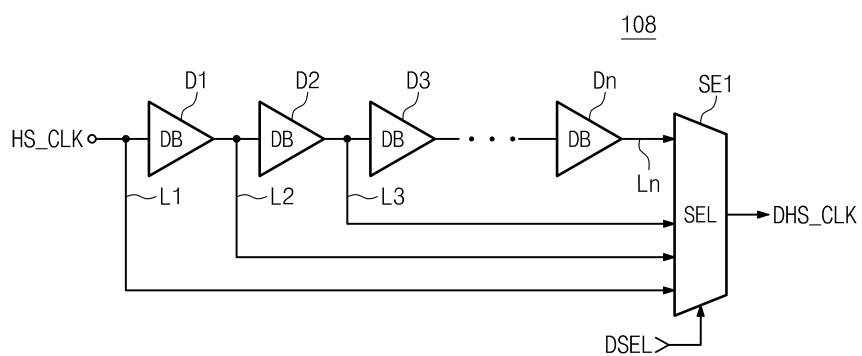 108
D1
D2
D3
Dn
SE1
HS_CLK
DB
DB
DB
DB
L1
L2
L3
Ln
SEL
DHS_CLK
DSEL